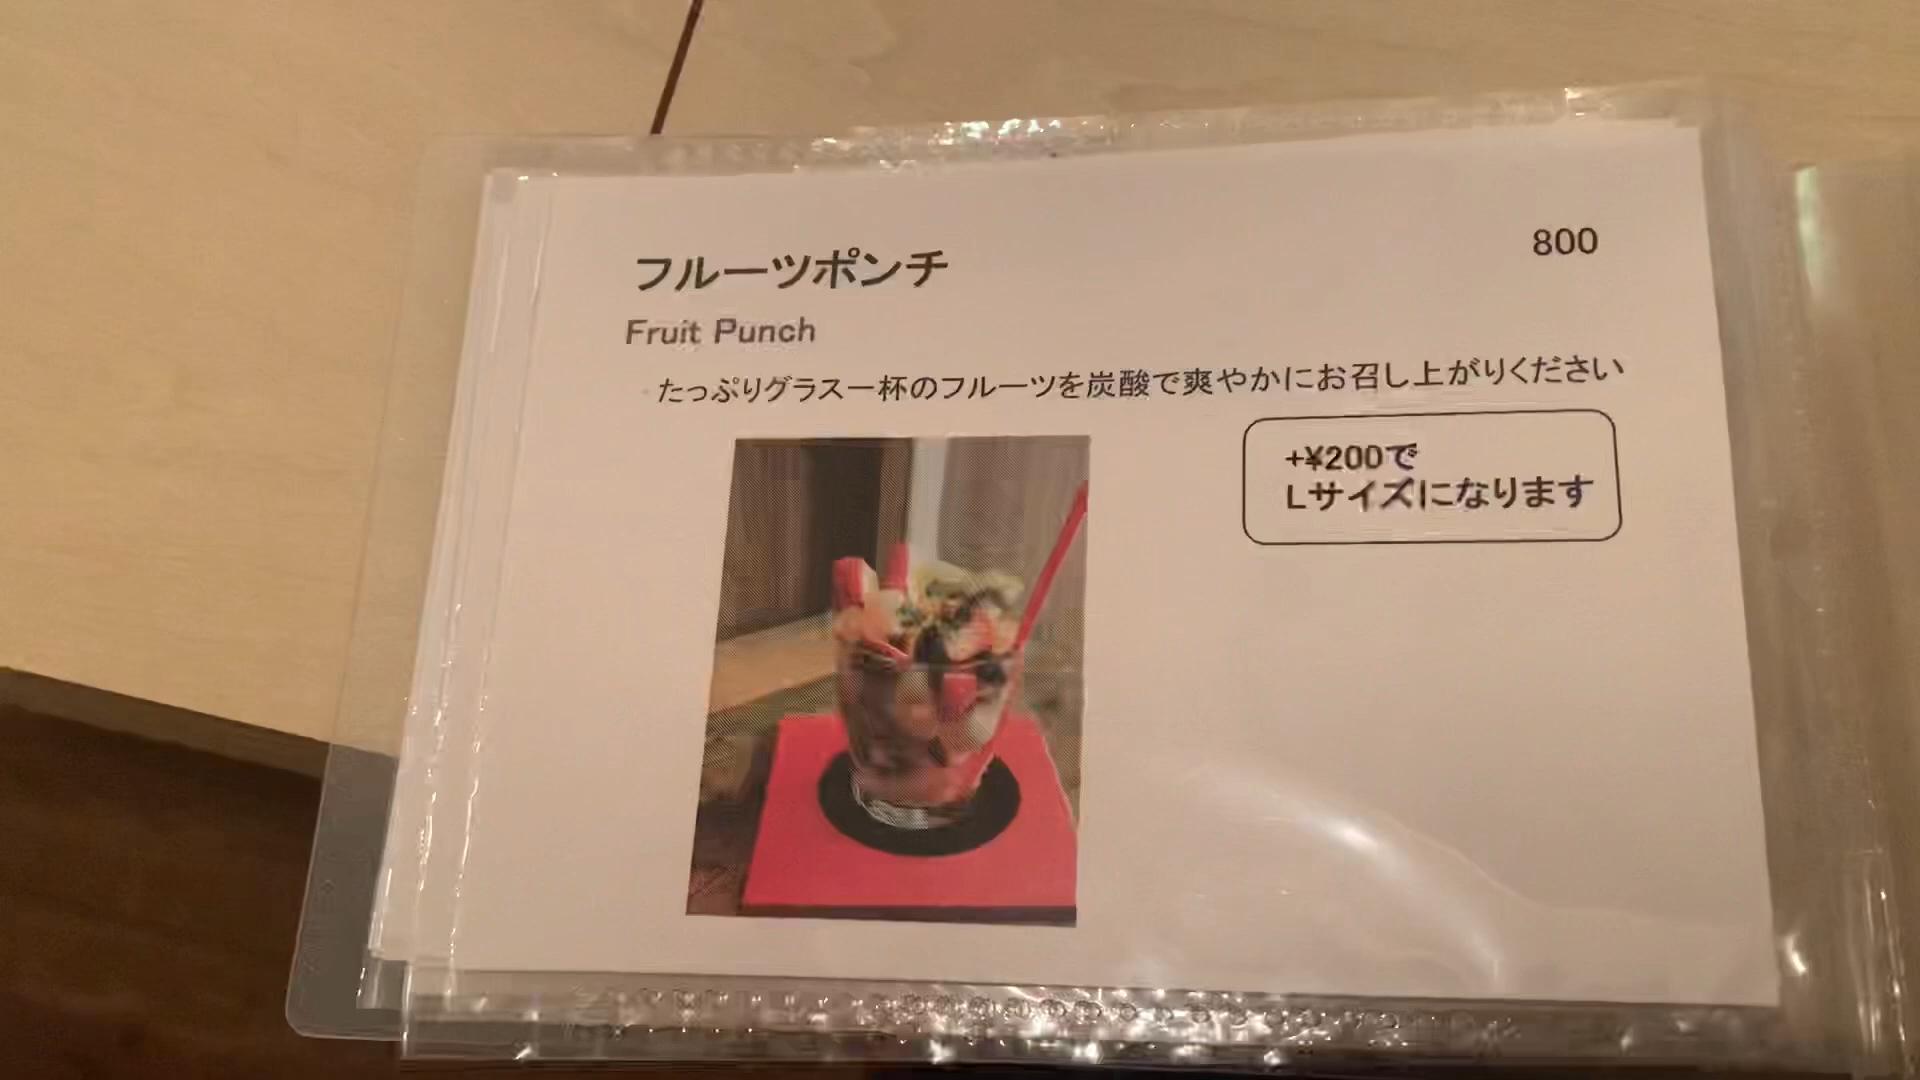 フルーツポンチ
800
Fruit Punch
たっぷりグラス一杯のフルーツを炭酸で爽やかにお召し上がりください
+¥200で
Lサイズになります